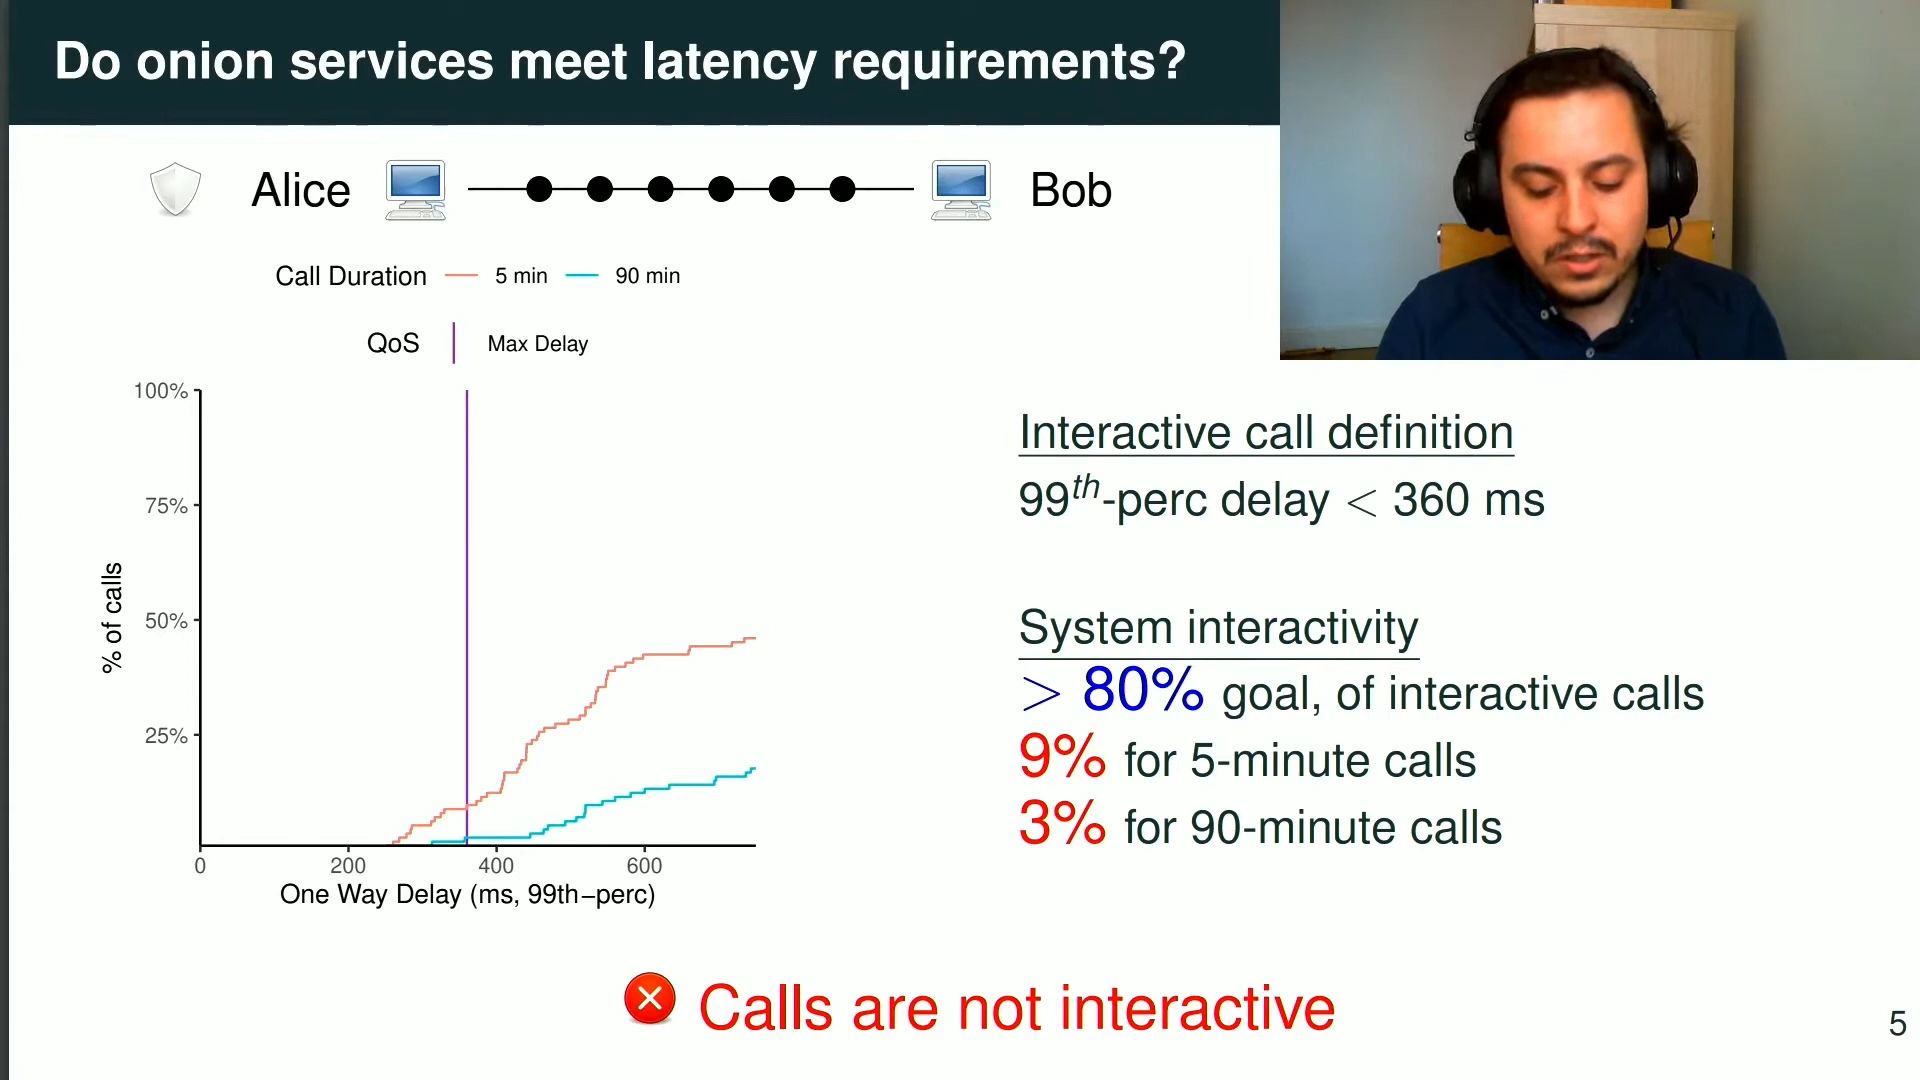 Do onion services meet latency requirements?
Alice
Bob
Call Duration 5 min 90 min
QoS Max Delay
100%
75%
50%
25%
% of calls
0 200 400 600
One Way Delay (ms, 99th−perc)
Interactive call definition
99th-perc delay < 360 ms
System interactivity
> 80% goal, of interactive calls
9% for 5-minute calls
3% for 90-minute calls
Calls are not interactive
5